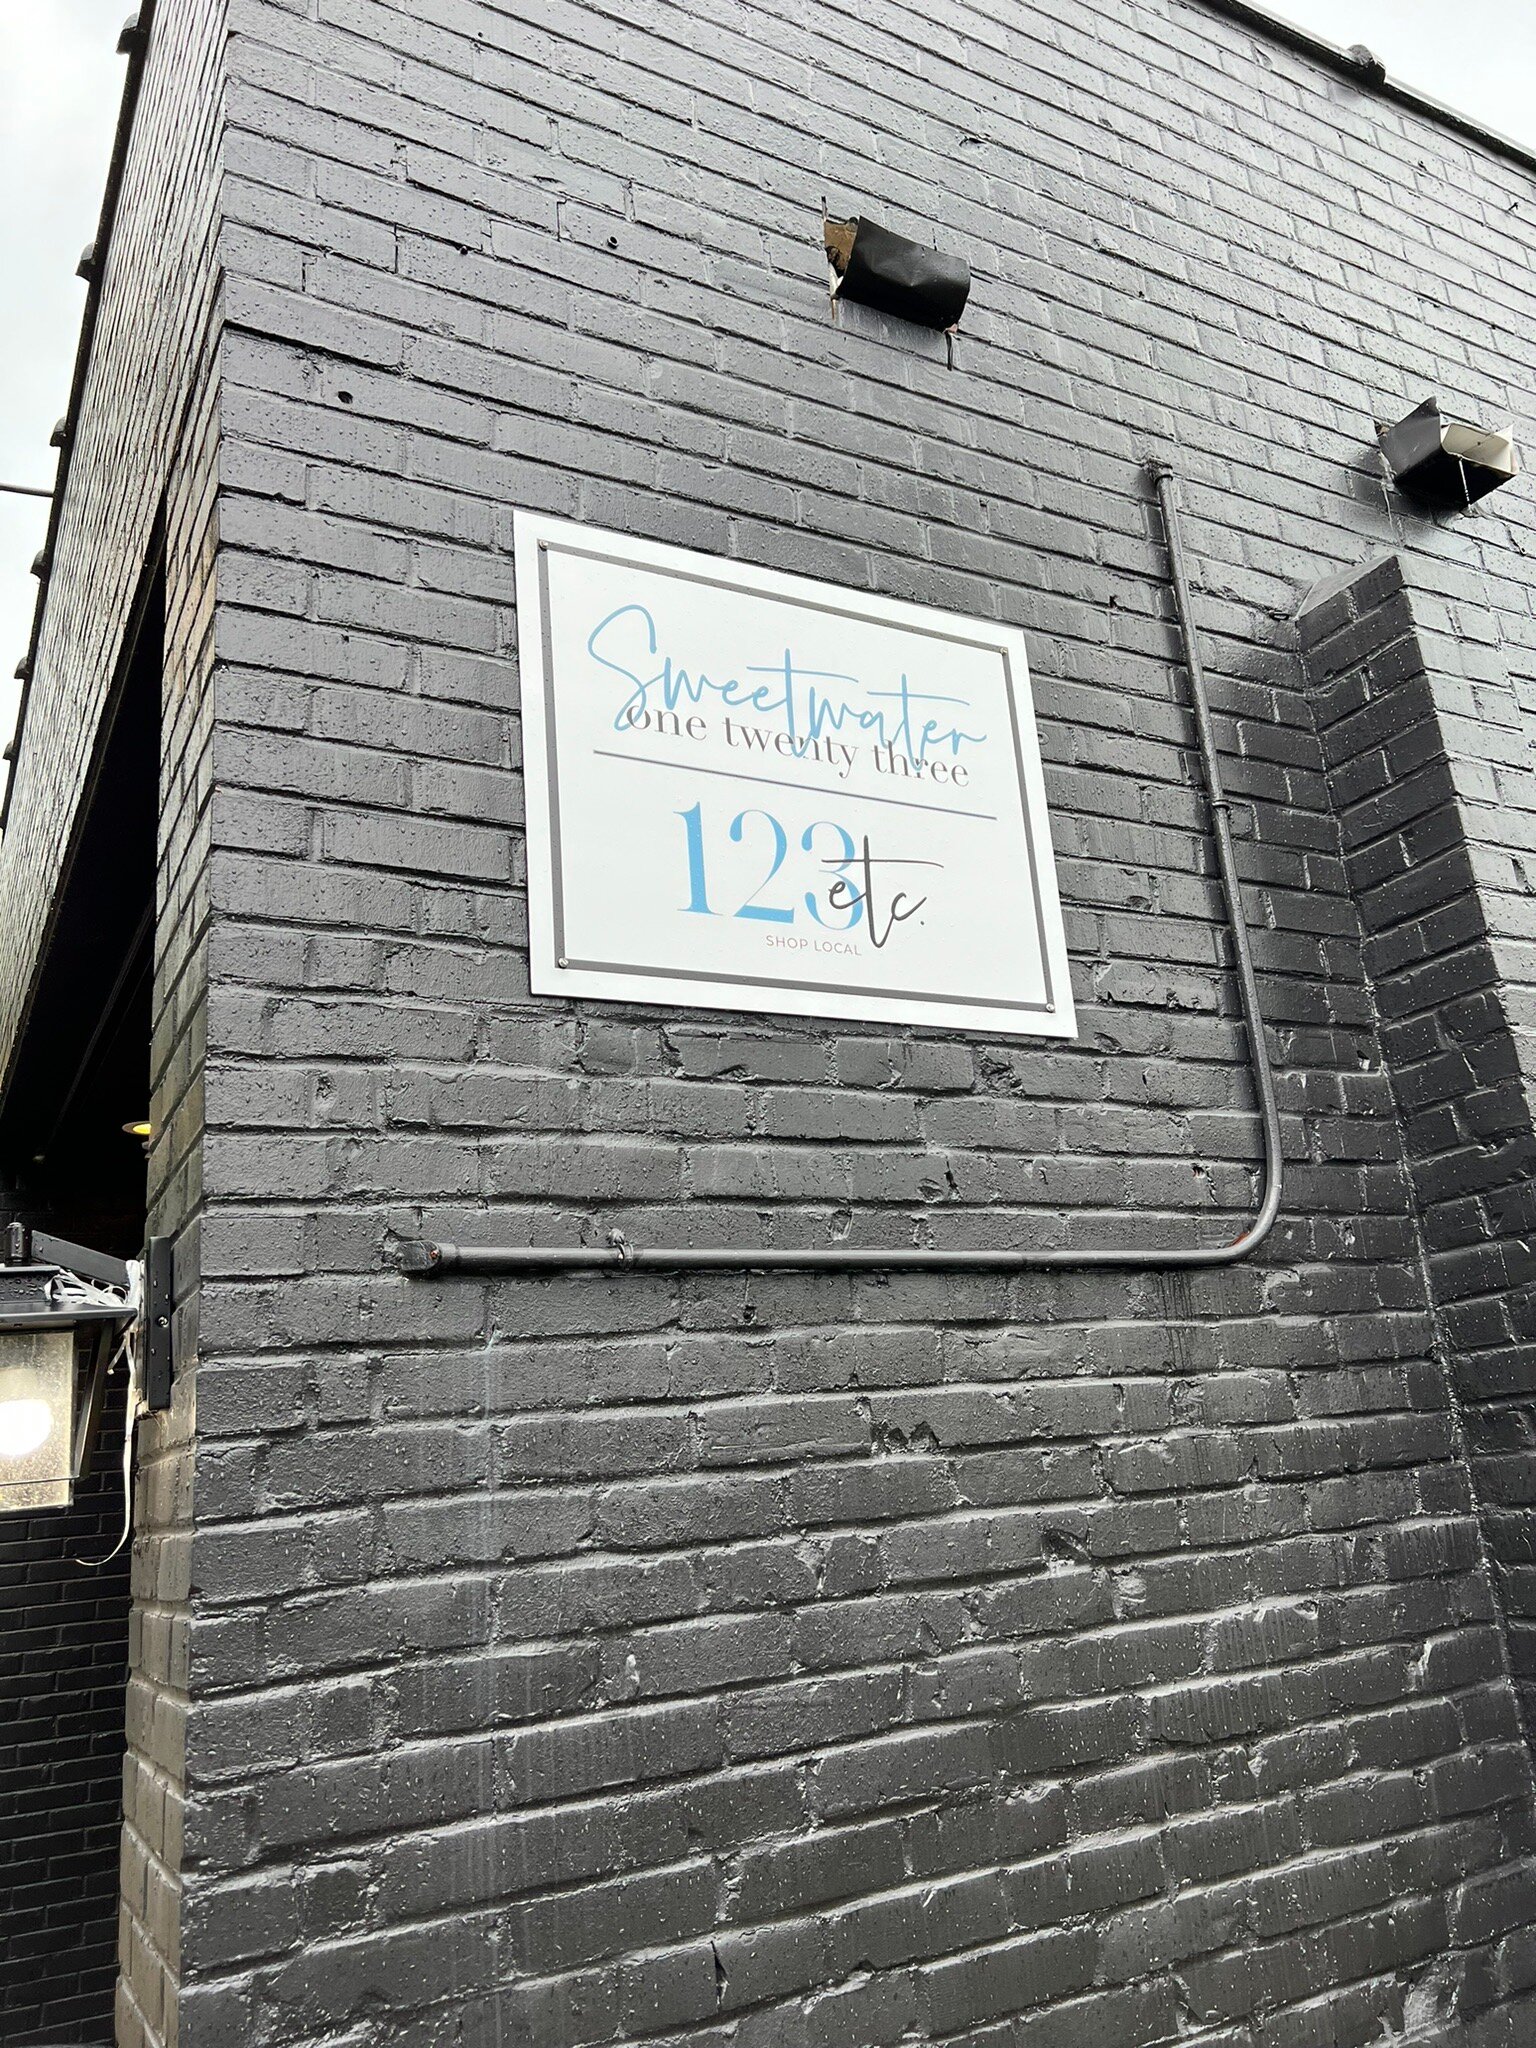 Sweetwater
one twenty three
123 etc.
SHOP LOCAL